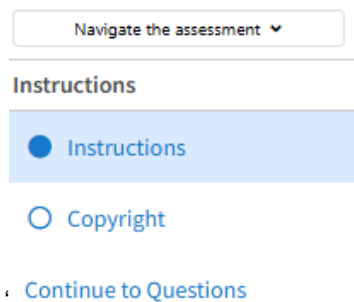 Navigate the assessment
Instructions
Instructions
Copyright
Continue to Questions